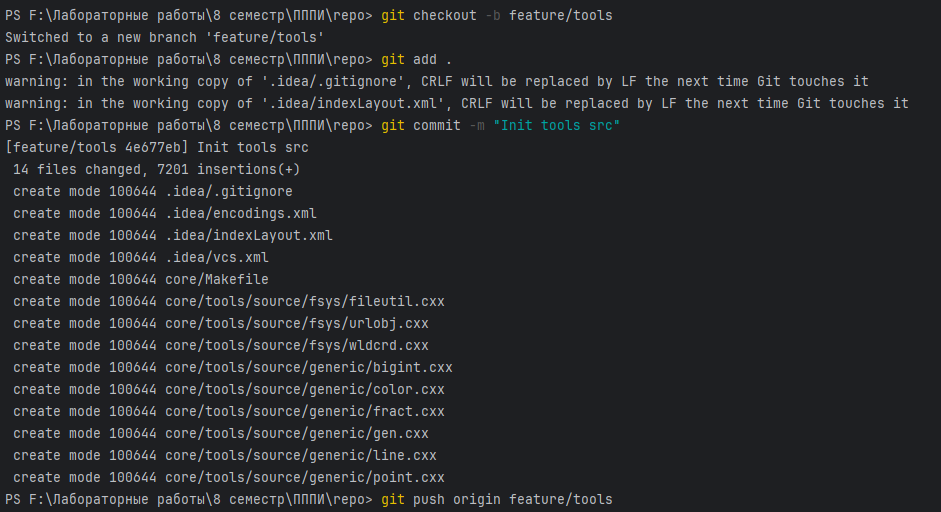 PS F:\Лабораторные работы\8 семестр\ПППИ\repo> git checkout -b feature/tools
Switched to a new branch 'feature/tools'
PS F:\Лабораторные работы\8 семестр\ПППИ\repo> git add .
warning: in the working copy of '.idea/.gitignore', CRLF will be replaced by LF the next time Git touches it
warning: in the working copy of '.idea/indexLayout.xml', CRLF will be replaced by LF the next time Git touches it
PS F:\Лабораторные работы\8 семестр\ПППИ\repo> git commit -m "Init tools src"
[feature/tools 4e677eb] Init tools src
 14 files changed, 7201 insertions(+)
 create mode 100644 .idea/.gitignore
 create mode 100644 .idea/encodings.xml
 create mode 100644 .idea/indexLayout.xml
 create mode 100644 .idea/vcs.xml
 create mode 100644 core/Makefile
 create mode 100644 core/tools/source/fsys/fileutil.cxx
 create mode 100644 core/tools/source/fsys/urlobj.cxx
 create mode 100644 core/tools/source/fsys/wldcrd.cxx
 create mode 100644 core/tools/source/generic/bigint.cxx
 create mode 100644 core/tools/source/generic/color.cxx
 create mode 100644 core/tools/source/generic/fract.cxx
 create mode 100644 core/tools/source/generic/gen.cxx
 create mode 100644 core/tools/source/generic/line.cxx
 create mode 100644 core/tools/source/generic/point.cxx
PS F:\Лабораторные работы\8 семестр\ПППИ\repo> git push origin feature/tools